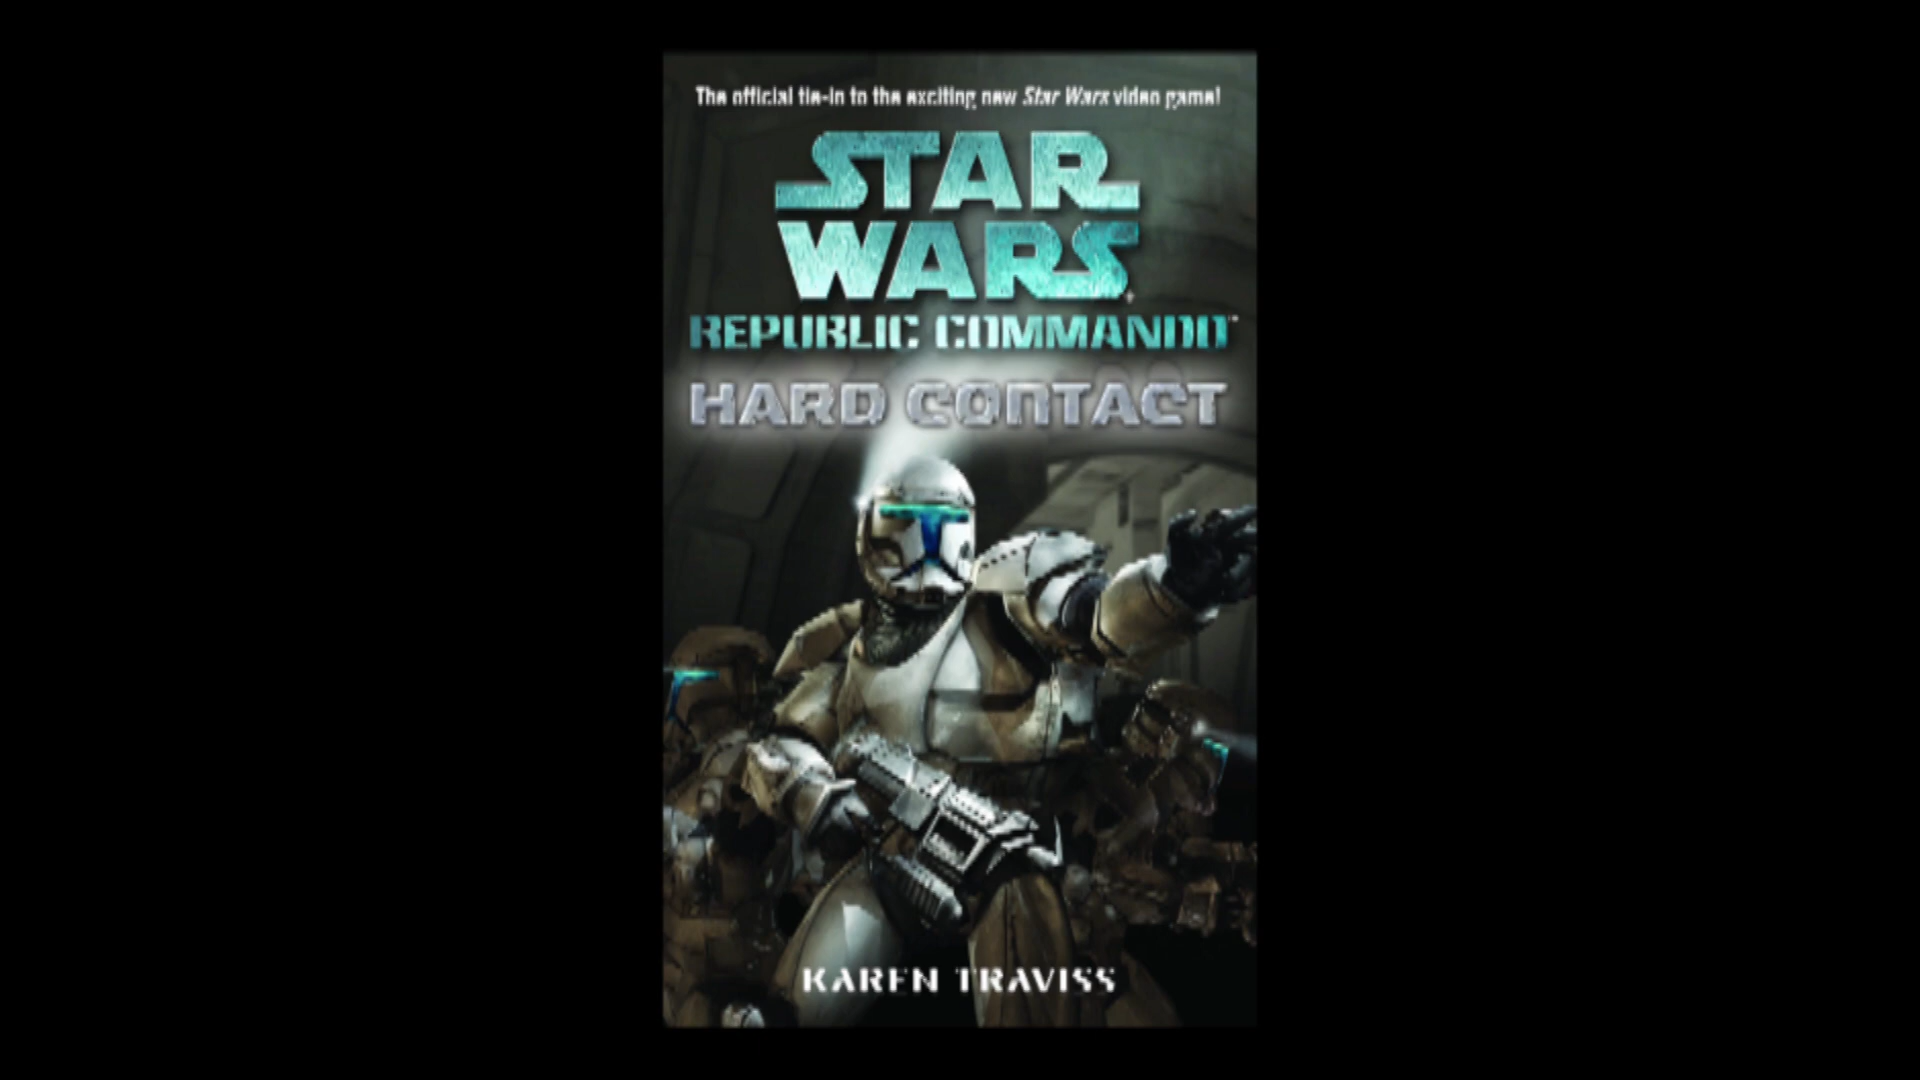 The official tie-in to the exciting new Star Wars video game!
STAR
WARS
REPUBLIC COMMANDO™
HARD CONTACT
KAREN TRAVISS